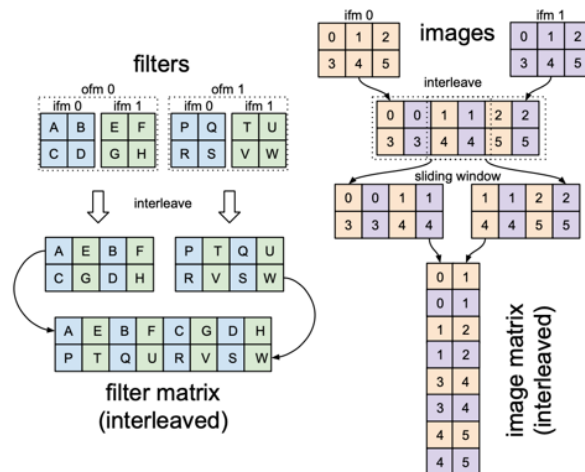 filters
ofm 0 ofm 1
ifm 0 ifm 1 ifm 0 ifm 1
A B E F P Q T U
C D G H R S V W
interleave
A E B F P T Q U
C G D H R V S W
A E B F C G D H
P T Q U R V S W
filter matrix
(interleaved)
ifm 0 images ifm 1
0 1 2 0 1 2
3 4 5 3 4 5
interleave
0 0 1 1 2 2
3 3 4 4 5 5
sliding window
0 0 1 1 1 1 2 2
3 3 4 4 4 4 5 5
0 1
0 1
1 2
1 2
3 4
3 4
4 5
4 5
image matrix
(interleaved)